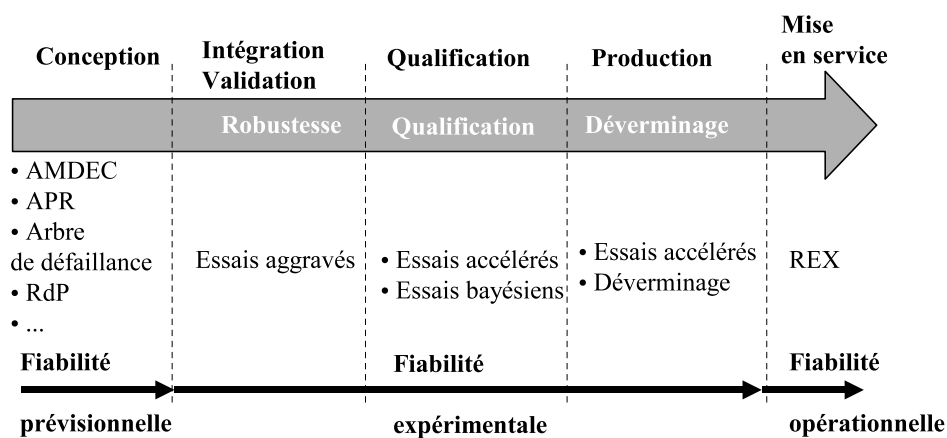 Conception
Intégration
Validation
Qualification
Production
Mise
en service
Robustesse
Qualification
Déverminage
• AMDEC
• APR
• Arbre
de défaillance
• RdP
• ...
Essais aggravés
• Essais accélérés
• Essais bayésiens
• Essais accélérés
• Déverminage
REX
Fiabilité
prévisionnelle
Fiabilité
expérimentale
Fiabilité
opérationnelle